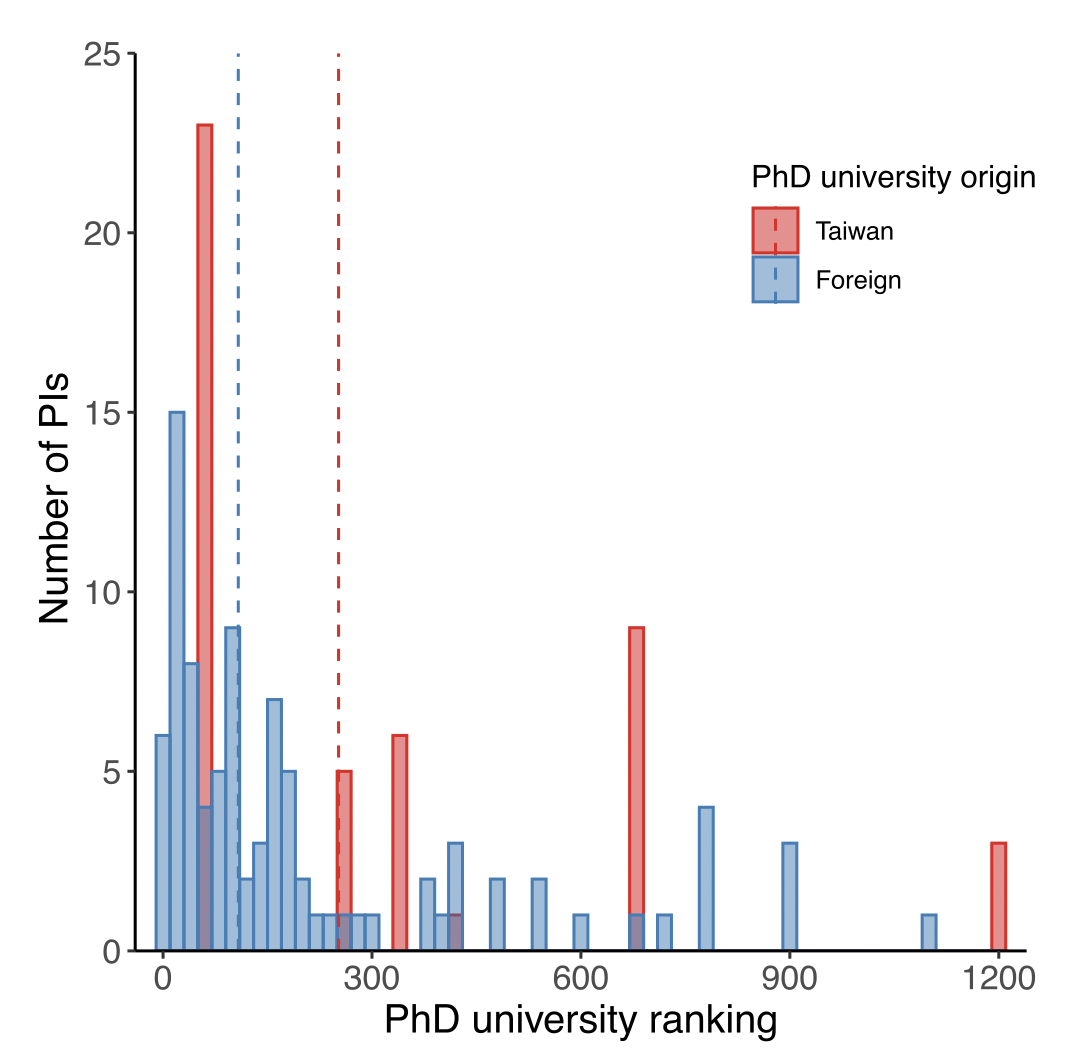 25
20
15
10
5
0
Number of PIs
PhD university origin
Taiwan
Foreign
0 300 600 900 1200
PhD university ranking